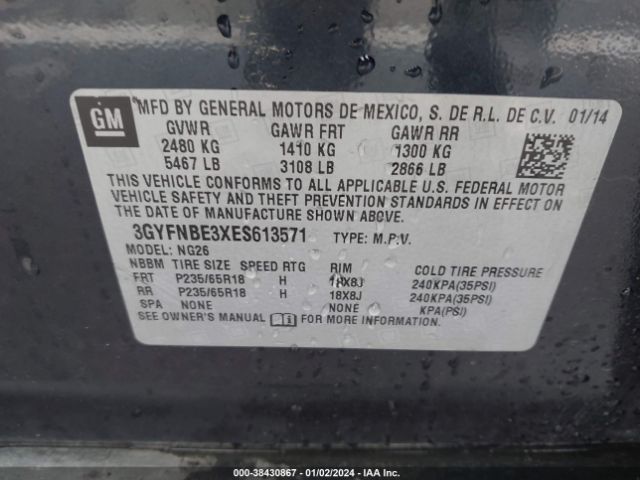 GM
MFD BY GENERAL MOTORS DE MEXICO, S. DE R.L. DE C.V. 01/14
GVWR GAWR FRT GAWR RR
2480 KG 1410 KG 1300 KG
5467 LB 3108 LB 2866 LB
THIS VEHICLE CONFORMS TO ALL APPLICABLE U.S. FEDERAL MOTOR
VEHICLE SAFETY AND THEFT PREVENTION STANDARDS IN EFFECT ON
THE DATE OF MANUFACTURE SHOWN ABOVE.
3GYFNBE3XES613571 TYPE: M.P.V.
MODEL: NG26
NBBM TIRE SIZE SPEED RTG RIM COLD TIRE PRESSURE
FRT P235/65R18 H 18X8J 240KPA(35PSI)
RR P235/65R18 H 18X8J 240KPA(35PSI)
SPA NONE NONE KPA(PSI)
SEE OWNER'S MANUAL i FOR MORE INFORMATION.
000-38430867 - 01/02/2024 - IAA Inc.